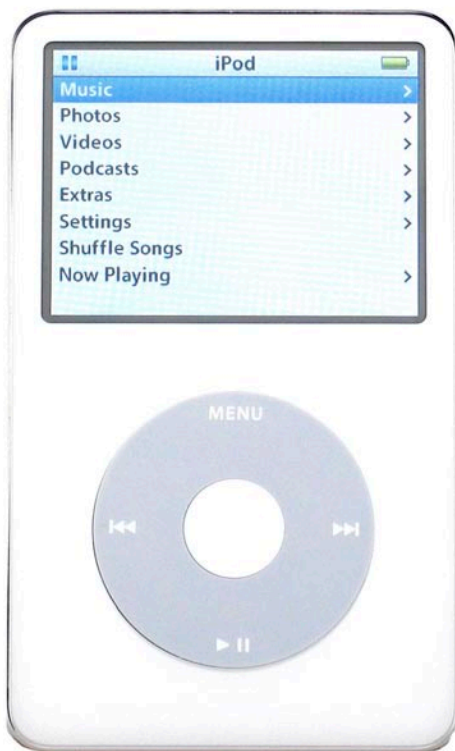 iPod
Music
Photos
Videos
Podcasts
Extras
Settings
Shuffle Songs
Now Playing
MENU